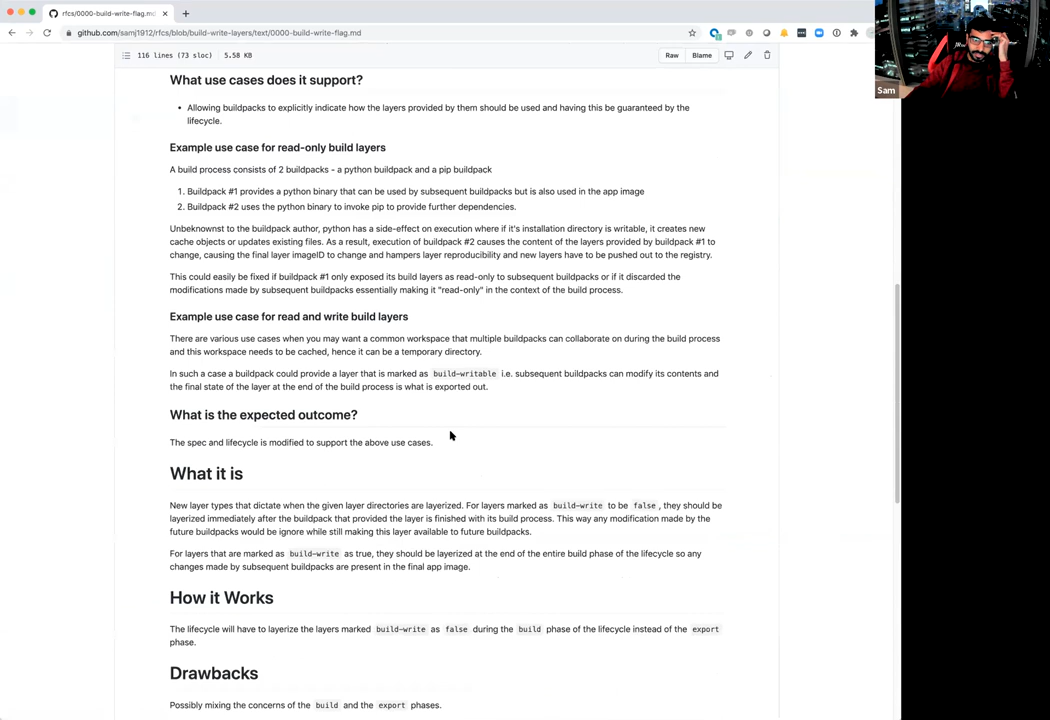 rfcs/0000-build-write-flag.md
github.com/samj1912/rfcs/blob/build-write-layers/text/0000-build-write-flag.md
116 lines (73 sloc) 5.58 KB
Raw Blame
What use cases does it support?
• Allowing buildpacks to explicitly indicate how the layers provided by them should be used and having this be guaranteed by the
lifecycle.
Example use case for read-only build layers
A build process consists of 2 buildpacks - a python buildpack and a pip buildpack
1. Buildpack #1 provides a python binary that can be used by subsequent buildpacks but is also used in the app image
2. Buildpack #2 uses the python binary to invoke pip to provide further dependencies.
Unbeknownst to the buildpack author, python has a side-effect on execution where if it's installation directory is writable, it creates new
cache objects or updates existing files. As a result, execution of buildpack #2 causes the content of the layers provided by buildpack #1 to
change, causing the final layer imageID to change and hampers layer reproducibility and new layers have to be pushed out to the registry.
This could easily be fixed if buildpack #1 only exposed its build layers as read-only to subsequent buildpacks or if it discarded the
modifications made by subsequent buildpacks essentially making it "read-only" in the context of the build process.
Example use case for read and write build layers
There are various use cases when you may want a common workspace that multiple buildpacks can collaborate on during the build process
and this workspace needs to be cached, hence it can be a temporary directory.
In such a case a buildpack could provide a layer that is marked as build-writable i.e. subsequent buildpacks can modify its contents and
the final state of the layer at the end of the build process is what is exported out.
What is the expected outcome?
The spec and lifecycle is modified to support the above use cases.
What it is
New layer types that dictate when the given layer directories are layerized. For layers marked as build-write to be false , they should be
layerized immediately after the buildpack that provided the layer is finished with its build process. This way any modification made by the
future buildpacks would be ignore while still making this layer available to future buildpacks.
For layers that are marked as build-write as true, they should be layerized at the end of the entire build phase of the lifecycle so any
changes made by subsequent buildpacks are present in the final app image.
How it Works
The lifecycle will have to layerize the layers marked build-write as false during the build phase of the lifecycle instead of the export
phase.
Drawbacks
Possibly mixing the concerns of the build and the export phases.
Sam